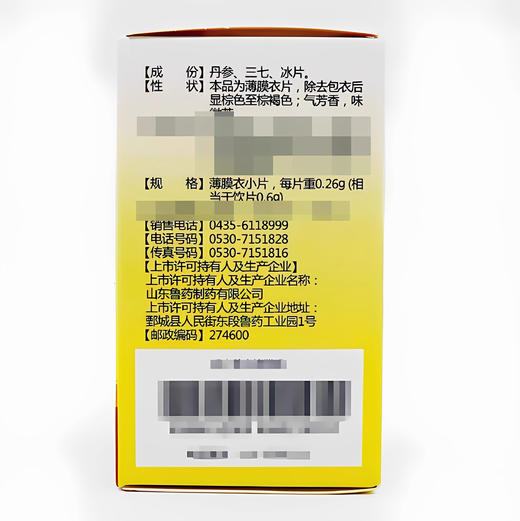 【成　份】丹参、三七、冰片。
【性　状】本品为薄膜衣片，除去包衣后
显棕色至棕褐色；气芳香，味
【规　格】薄膜衣小片，每片重0.26g (相
当于饮片0.6g)
【销售电话】0435-6118999
【电话号码】0530-7151828
【传真号码】0530-7151816
【上市许可持有人及生产企业】
上市许可持有人及生产企业名称：
山东鲁药制药有限公司
上市许可持有人及生产企业地址：
鄄城县人民街东段鲁药工业园1号
【邮政编码】274600